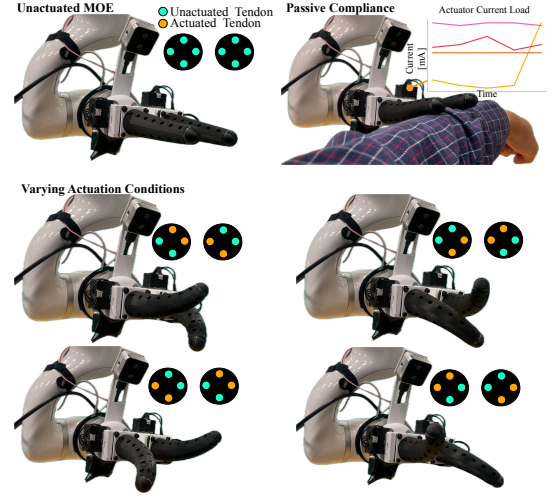 Unactuated MOE
Unactuated Tendon
Actuated Tendon
Passive Compliance
Actuator Current Load
Current
[mA]
Time
Varying Actuation Conditions